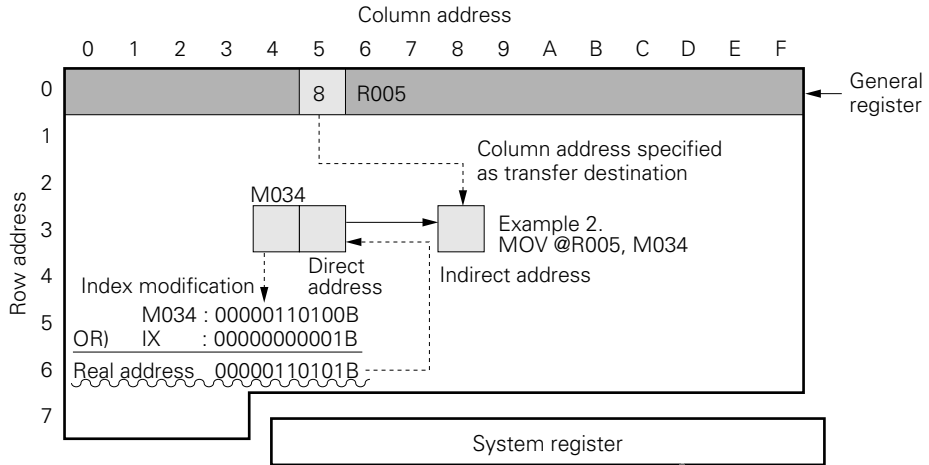 Column address
0 1 2 3 4 5 6 7 8 9 A B C D E F
Row address
0
1
2
3
4
5
6
7
8 R005
General
register
Column address specified
as transfer destination
M034
Example 2.
MOV @R005, M034
Direct
address
Indirect address
Index modification
M034 : 00000110100B
OR) IX : 00000000001B
Real address 00000110101B
System register